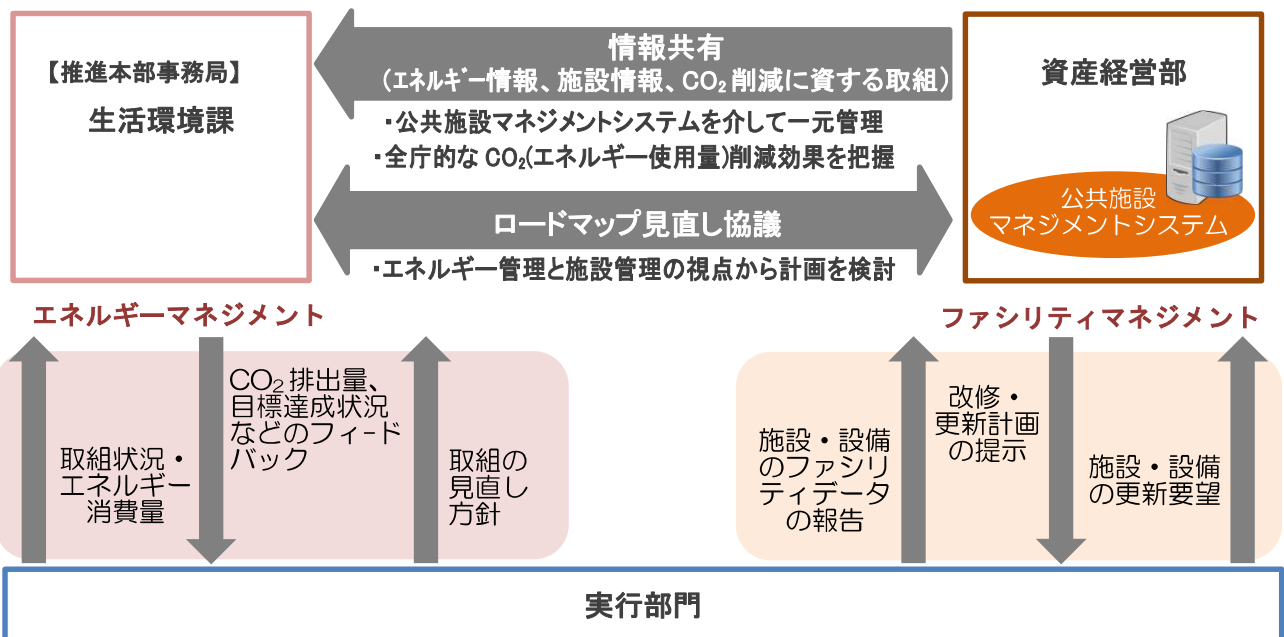 【推進本部事務局】
生活環境課
情報共有
（エネルギー情報、施設情報、CO₂削減に資する取組）
・公共施設マネジメントシステムを介して一元管理
・全庁的なCO₂(エネルギー使用量)削減効果を把握
ロードマップ見直し協議
・エネルギー管理と施設管理の視点から計画を検討
資産経営部
公共施設
マネジメントシステム
エネルギーマネジメント
取組状況・
エネルギー
消費量
CO₂排出量、
目標達成状況
などのフィード
バック
取組の
見直し
方針
ファシリティマネジメント
施設・設備
のファシリ
ティデータ
の報告
改修・
更新計画
の提示
施設・設備
の更新要望
実行部門